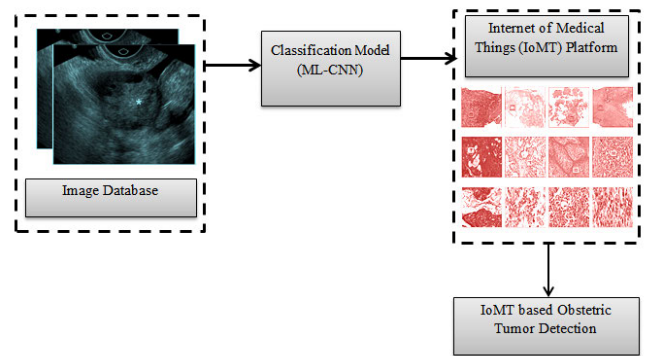 Image Database
Classification Model
(ML-CNN)
Internet of Medical
Things (IoMT) Platform
IoMT based Obstetric
Tumor Detection